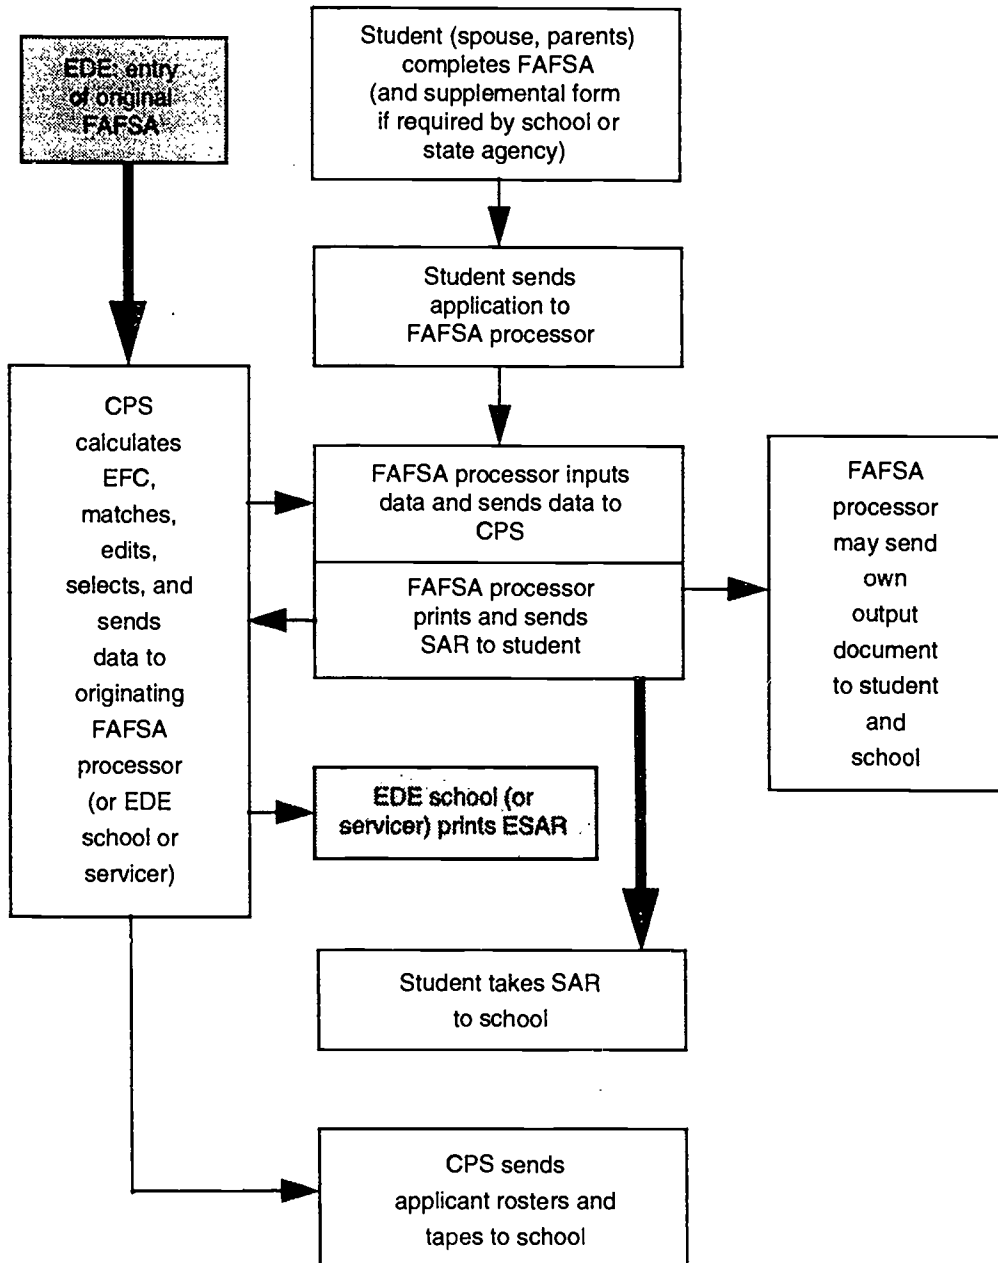 EDE: entry
of original
FAFSA
Student (spouse, parents)
completes FAFSA
(and supplemental form
if required by school or
state agency)
Student sends
application to
FAFSA processor
CPS
calculates
EFC,
matches,
edits,
selects, and
sends
data to
originating
FAFSA
processor
(or EDE
school or
servicer)
FAFSA processor inputs
data and sends data to
CPS
FAFSA processor
prints and sends
SAR to student
FAFSA
processor
may send
own
output
document
to student
and
school
EDE school (or
servicer) prints ESAR
Student takes SAR
to school
CPS sends
applicant rosters and
tapes to school